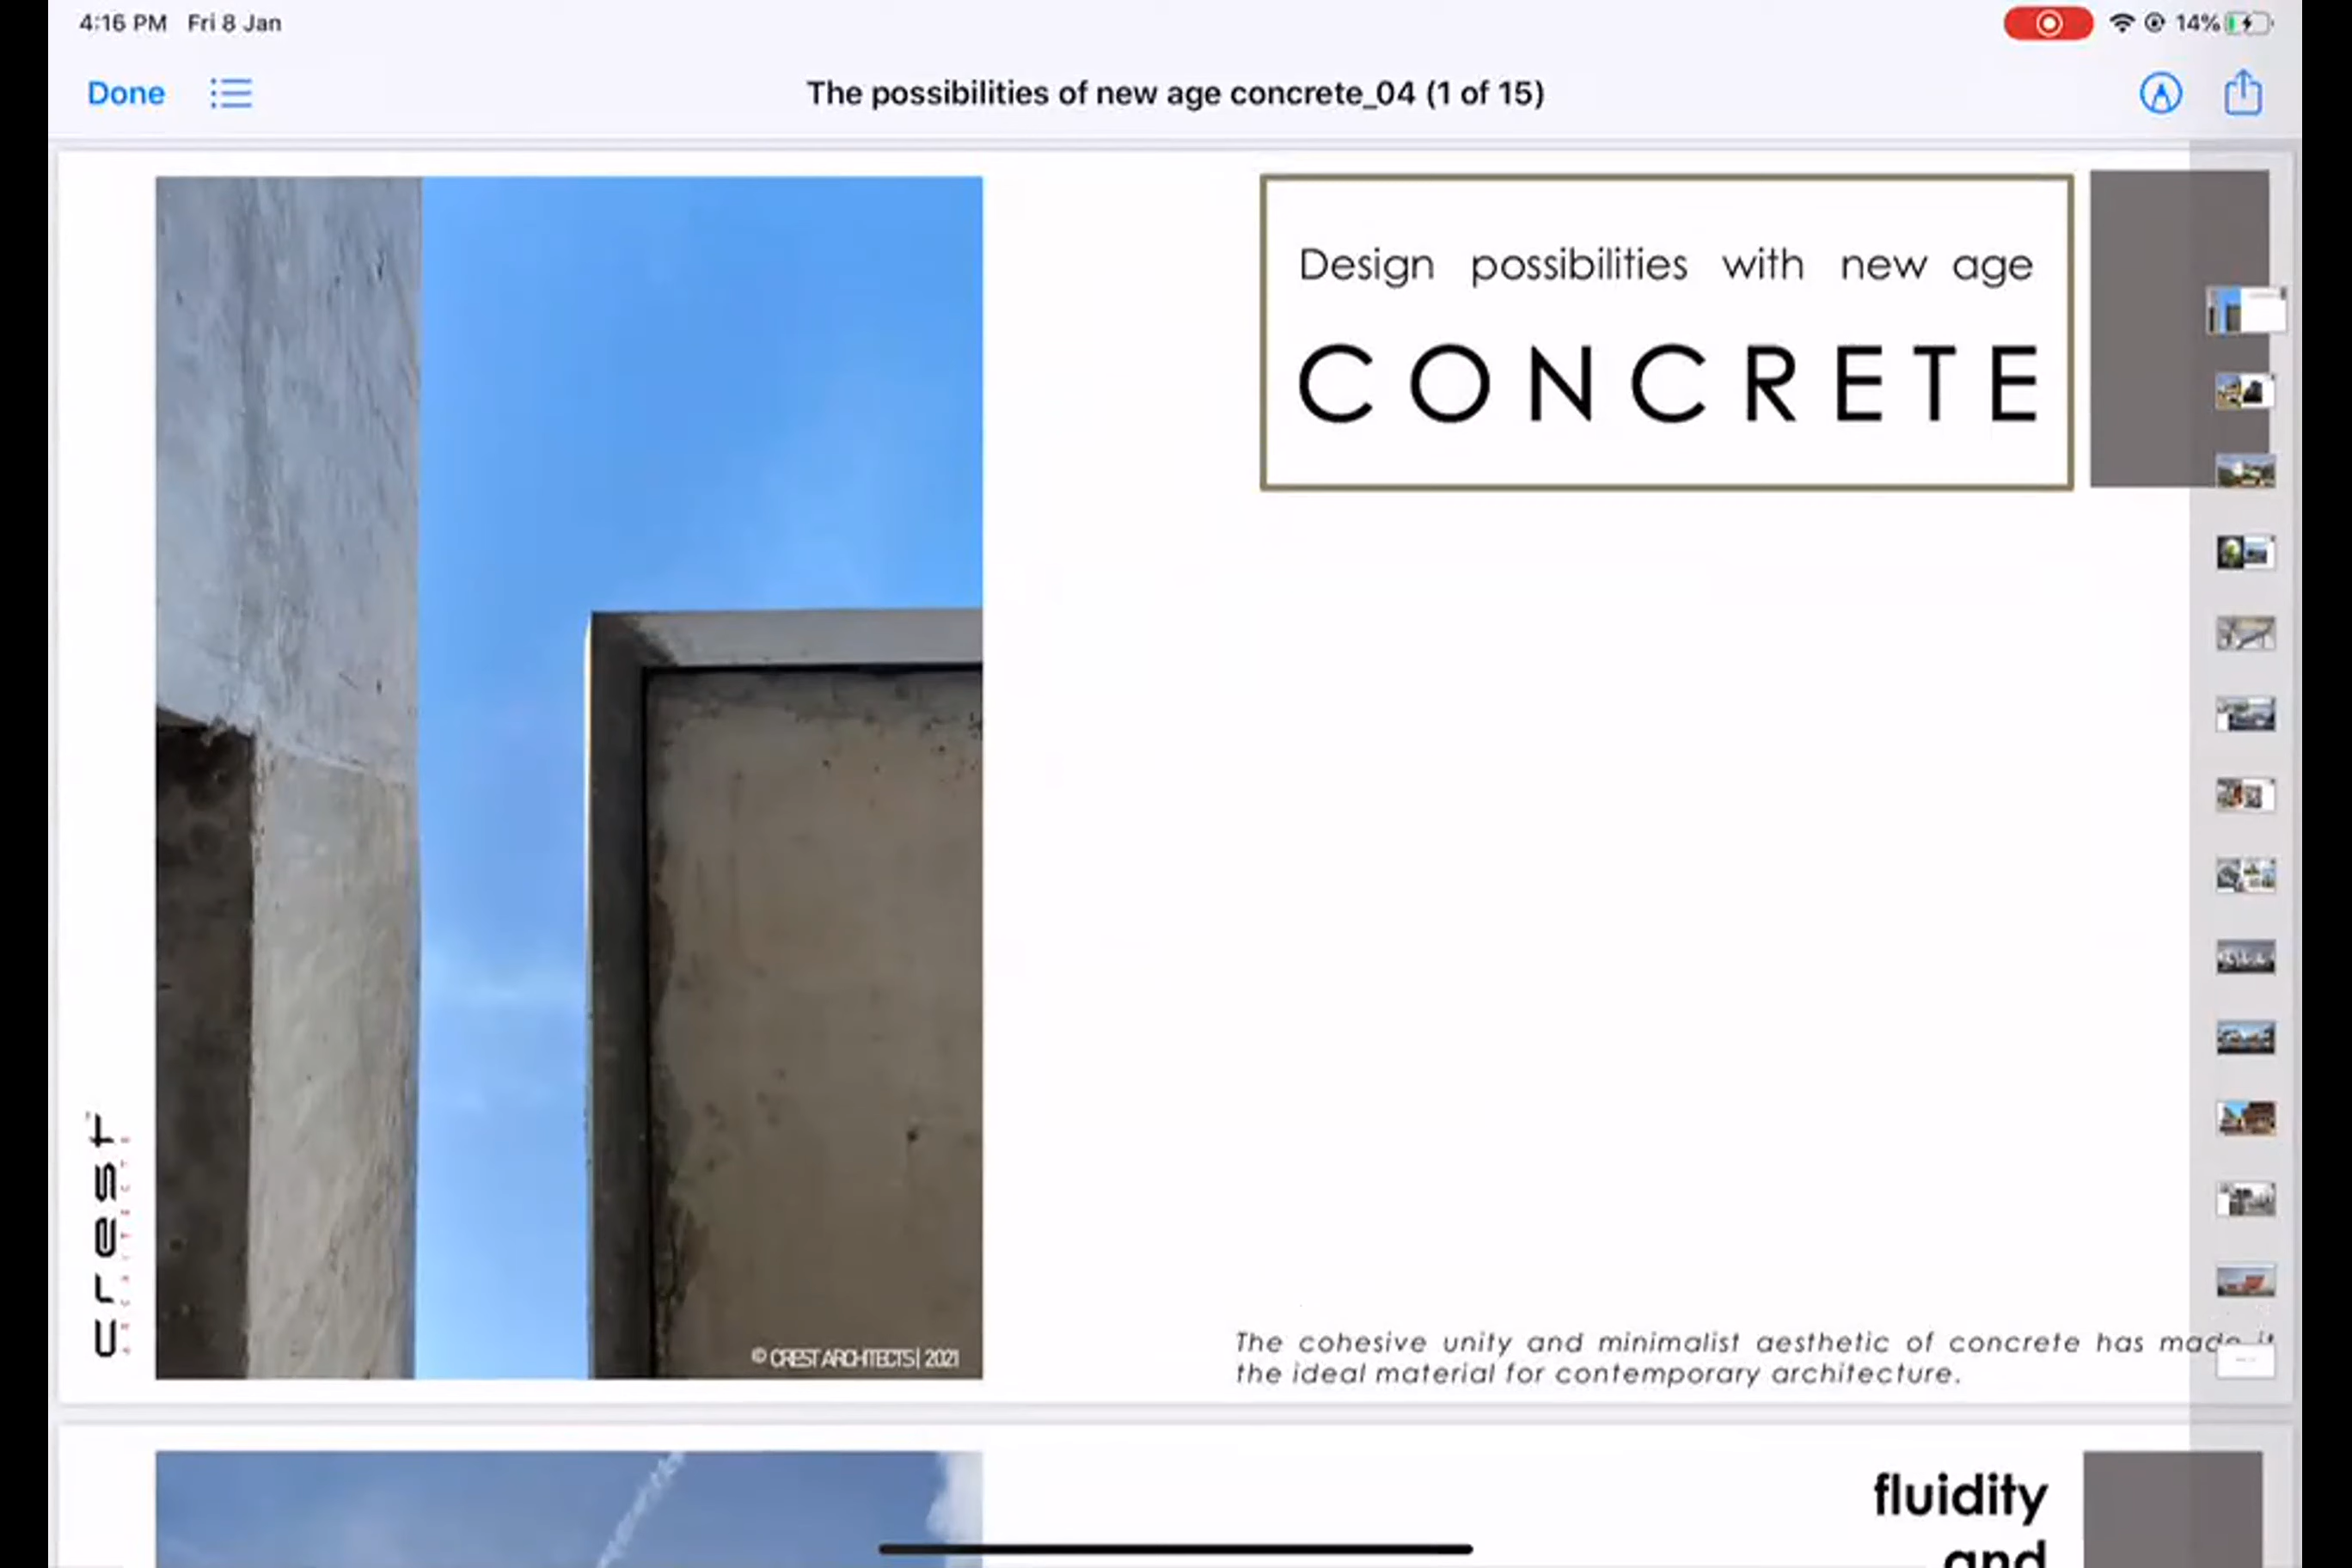 4:16 PM Fri 8 Jan
14%
Done
The possibilities of new age concrete_04 (1 of 15)
Design possibilities with new age
CONCRETE
crest
© CREST ARCHITECTS | 2021
The cohesive unity and minimalist aesthetic of concrete has made it
the ideal material for contemporary architecture.
fluidity
and